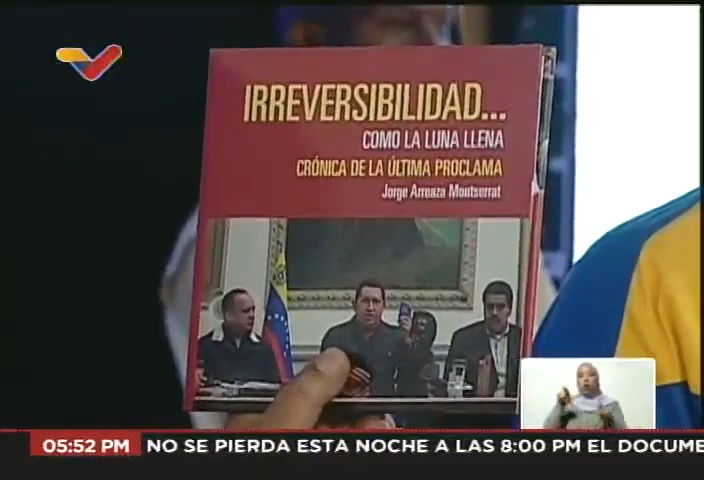 IRREVERSIBILIDAD...
COMO LA LUNA LLENA
CRÓNICA DE LA ÚLTIMA PROCLAMA
Jorge Arreaza Montserrat
05:52 PM NO SE PIERDA ESTA NOCHE A LAS 8:00 PM EL DOCUME